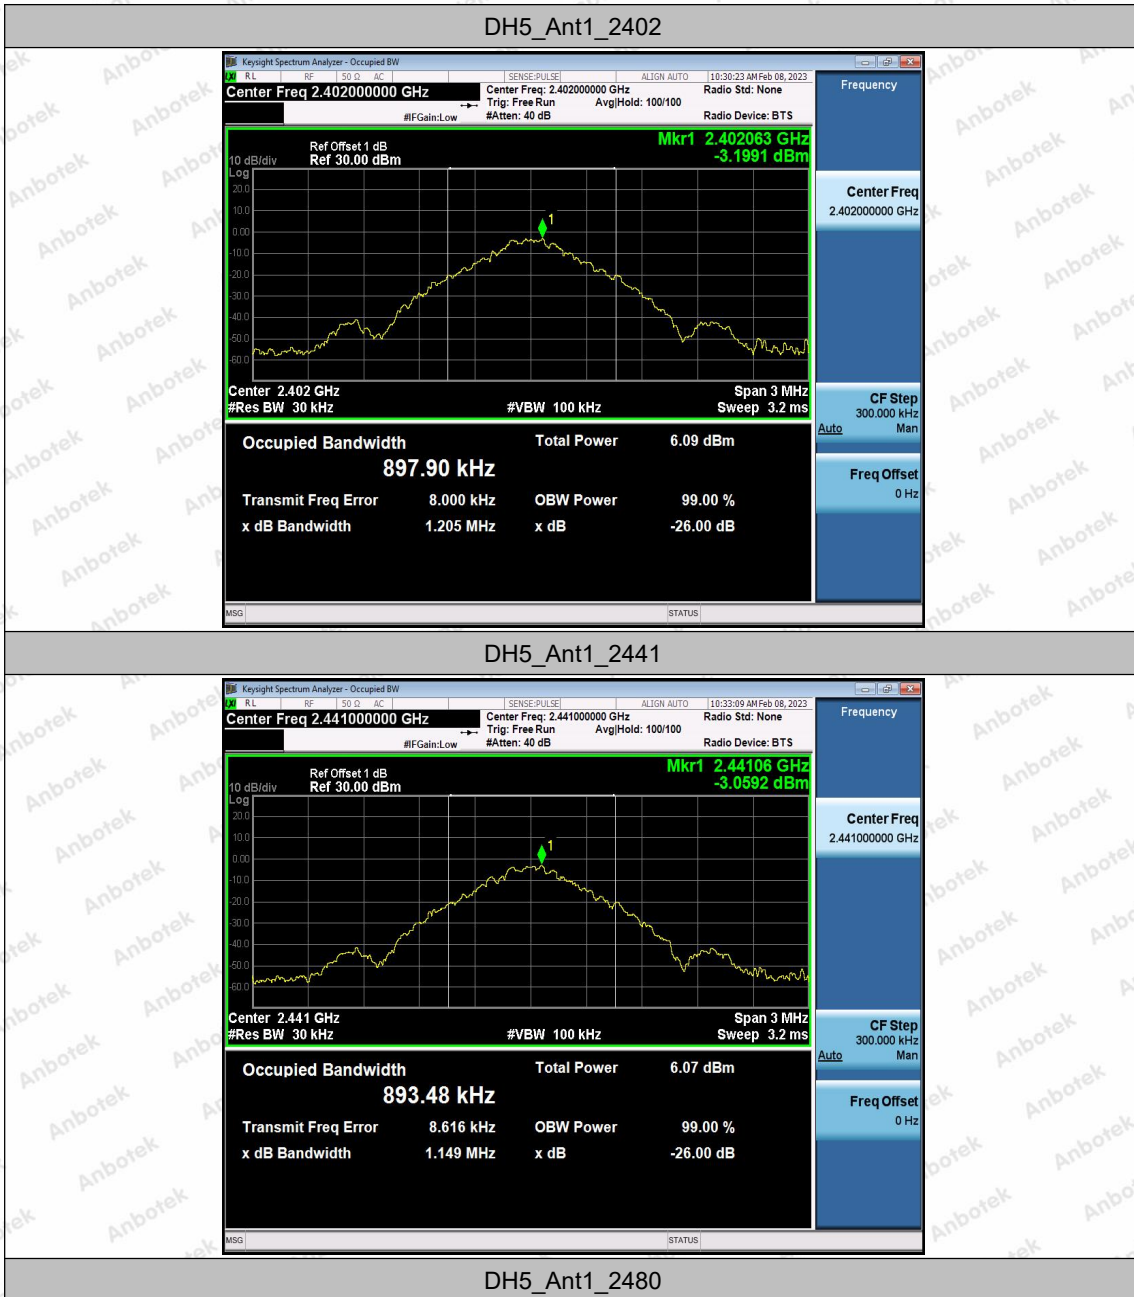 DH5_Ant1_2402
Keysight Spectrum Analyzer - Occupied BW
LXI RL RF 50 Ω AC SENSE:PULSE ALIGN AUTO 10:30:23 AM Feb 08, 2023
Center Freq 2.402000000 GHz
Center Freq: 2.402000000 GHz Radio Std: None
Trig: Free Run Avg|Hold: 100/100
#IFGain:Low #Atten: 40 dB Radio Device: BTS
Frequency
Ref Offset 1 dB
10 dB/div Ref 30.00 dBm
Mkr1 2.402063 GHz
-3.1991 dBm
Log
20.0
10.0
0.00
-10.0
-20.0
-30.0
-40.0
-50.0
-60.0
1
Center 2.402 GHz Span 3 MHz
#Res BW 30 kHz #VBW 100 kHz Sweep 3.2 ms
Occupied Bandwidth Total Power 6.09 dBm
897.90 kHz
Transmit Freq Error 8.000 kHz OBW Power 99.00 %
x dB Bandwidth 1.205 MHz x dB -26.00 dB
Center Freq
2.402000000 GHz
CF Step
300.000 kHz
Auto Man
Freq Offset
0 Hz
MSG STATUS
DH5_Ant1_2441
Keysight Spectrum Analyzer - Occupied BW
LXI RL RF 50 Ω AC SENSE:PULSE ALIGN AUTO 10:33:09 AM Feb 08, 2023
Center Freq 2.441000000 GHz
Center Freq: 2.441000000 GHz Radio Std: None
Trig: Free Run Avg|Hold: 100/100
#IFGain:Low #Atten: 40 dB Radio Device: BTS
Frequency
Ref Offset 1 dB
10 dB/div Ref 30.00 dBm
Mkr1 2.44106 GHz
-3.0592 dBm
Log
20.0
10.0
0.00
-10.0
-20.0
-30.0
-40.0
-50.0
-60.0
1
Center 2.441 GHz Span 3 MHz
#Res BW 30 kHz #VBW 100 kHz Sweep 3.2 ms
Occupied Bandwidth Total Power 6.07 dBm
893.48 kHz
Transmit Freq Error 8.616 kHz OBW Power 99.00 %
x dB Bandwidth 1.149 MHz x dB -26.00 dB
Center Freq
2.441000000 GHz
CF Step
300.000 kHz
Auto Man
Freq Offset
0 Hz
MSG STATUS
DH5_Ant1_2480
Anbotek